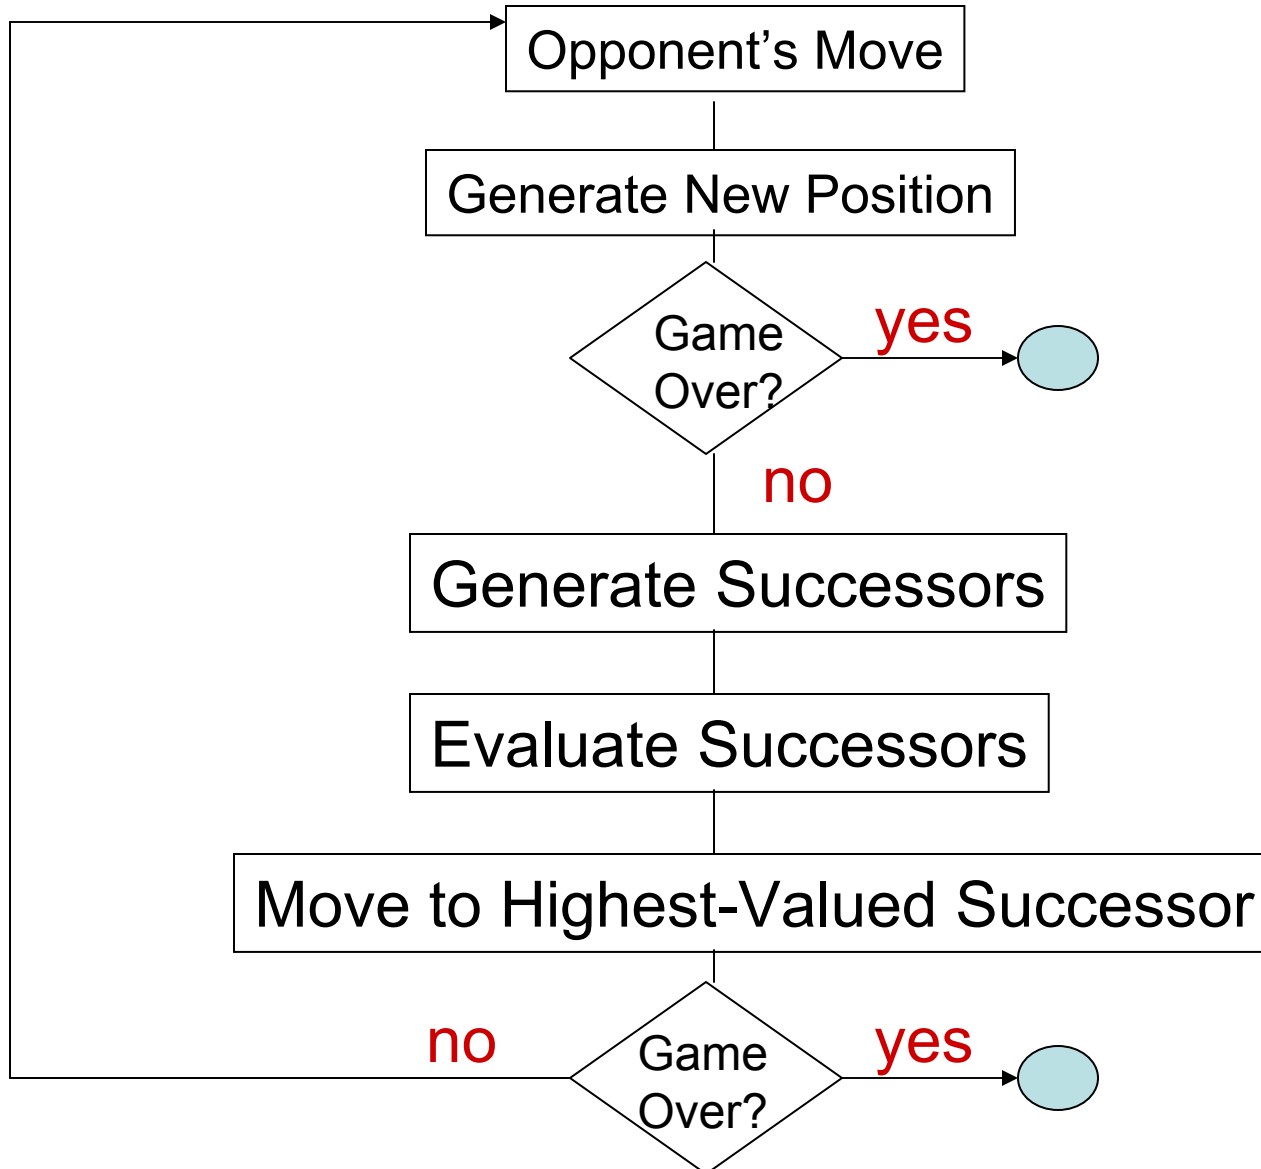 Opponent’s Move
Generate New Position
Game
Over?
yes
no
Generate Successors
Evaluate Successors
Move to Highest-Valued Successor
no
Game
Over?
yes